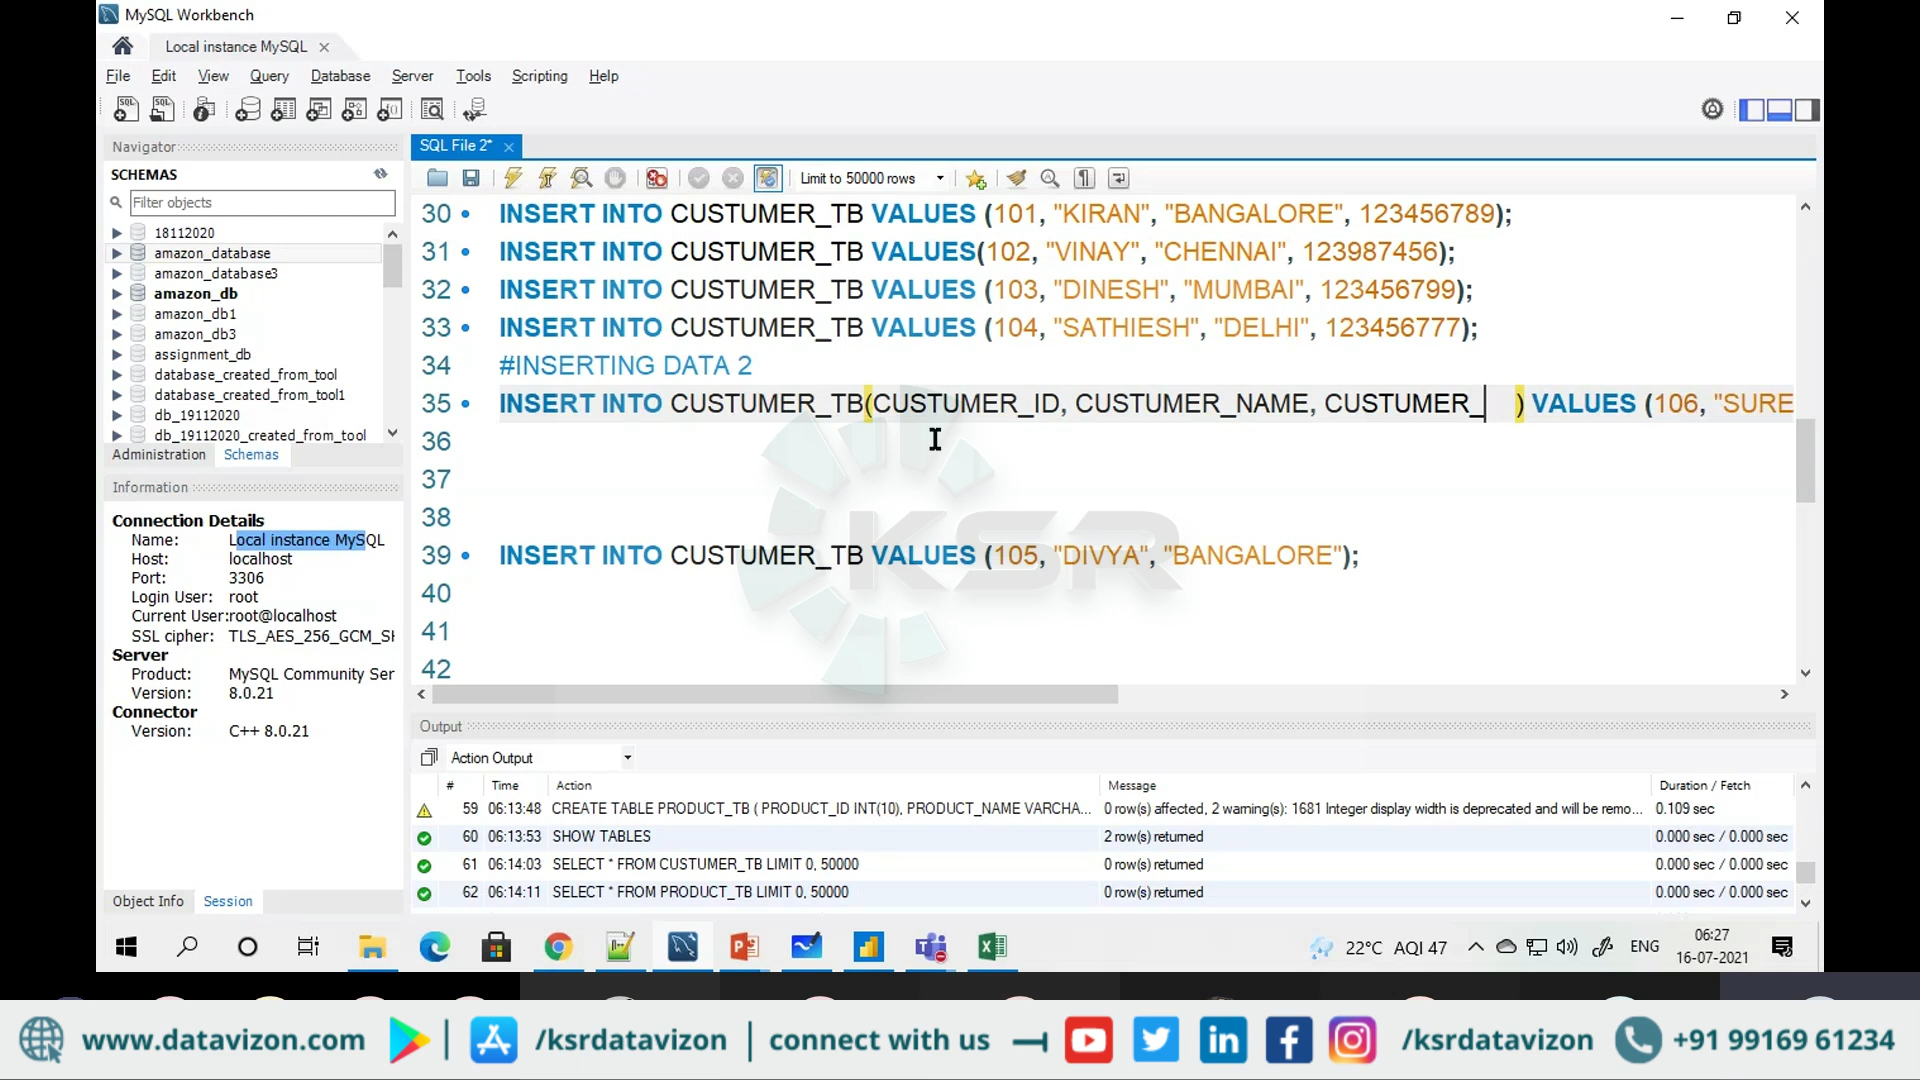 MySQL Workbench
Local instance MySQL
File Edit View Query Database Server Tools Scripting Help
Navigator
SCHEMAS
Filter objects
18112020
amazon_database
amazon_database3
amazon_db
amazon_db1
amazon_db3
assignment_db
database_created_from_tool
database_created_from_tool1
db_19112020
db_19112020_created_from_tool
Administration Schemas
Information
Connection Details
Name: Local instance MySQL
Host: localhost
Port: 3306
Login User: root
Current User: root@localhost
SSL cipher: TLS_AES_256_GCM_SH
Server
Product: MySQL Community Ser
Version: 8.0.21
Connector
Version: C++ 8.0.21
Object Info Session
SQL File 2*
Limit to 50000 rows
30 INSERT INTO CUSTUMER_TB VALUES (101, "KIRAN", "BANGALORE", 123456789);
31 INSERT INTO CUSTUMER_TB VALUES(102, "VINAY", "CHENNAI", 123987456);
32 INSERT INTO CUSTUMER_TB VALUES (103, "DINESH", "MUMBAI", 123456799);
33 INSERT INTO CUSTUMER_TB VALUES (104, "SATHIESH", "DELHI", 123456777);
34 #INSERTING DATA 2
35 INSERT INTO CUSTUMER_TB(CUSTUMER_ID, CUSTUMER_NAME, CUSTUMER_ ) VALUES (106, "SURE
36
37
38
39 INSERT INTO CUSTUMER_TB VALUES (105, "DIVYA", "BANGALORE");
40
41
42
KSR
Output
Action Output
# Time Action Message Duration / Fetch
59 06:13:48 CREATE TABLE PRODUCT_TB ( PRODUCT_ID INT(10), PRODUCT_NAME VARCHA... 0 row(s) affected, 2 warning(s): 1681 Integer display width is deprecated and will be remo... 0.109 sec
60 06:13:53 SHOW TABLES 2 row(s) returned 0.000 sec / 0.000 sec
61 06:14:03 SELECT * FROM CUSTUMER_TB LIMIT 0, 50000 0 row(s) returned 0.000 sec / 0.000 sec
62 06:14:11 SELECT * FROM PRODUCT_TB LIMIT 0, 50000 0 row(s) returned 0.000 sec / 0.000 sec
22°C AQI 47 ENG 06:27
16-07-2021
www.datavizon.com | /ksrdatavizon | connect with us /ksrdatavizon +91 99169 61234